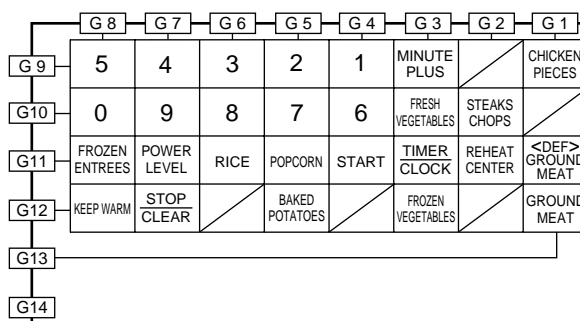 G 8 G 7 G 6 G 5 G 4 G 3 G 2 G 1
G 9 5 4 3 2 1 MINUTE PLUS CHICKEN PIECES
G10 0 9 8 7 6 FRESH VEGETABLES STEAKS CHOPS
G11 FROZEN ENTREES POWER LEVEL RICE POPCORN START TIMER CLOCK REHEAT CENTER <DEF> GROUND MEAT
G12 KEEP WARM STOP CLEAR BAKED POTATOES FROZEN VEGETABLES GROUND MEAT
G13
G14